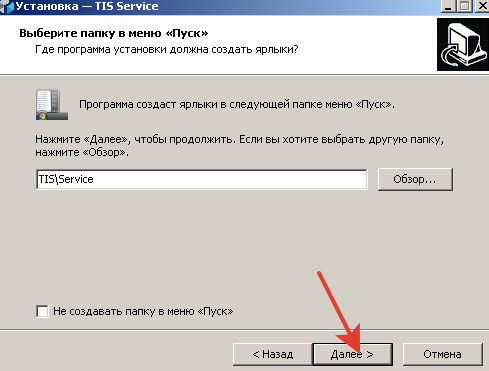 Установка — TIS Service
Выберите папку в меню «Пуск»
Где программа установки должна создать ярлыки?
Программа создаст ярлыки в следующей папке меню «Пуск».
Нажмите «Далее», чтобы продолжить. Если вы хотите выбрать другую папку,
нажмите «Обзор».
TIS\Service
Обзор...
Не создавать папку в меню «Пуск»
< Назад
Далее >
Отмена